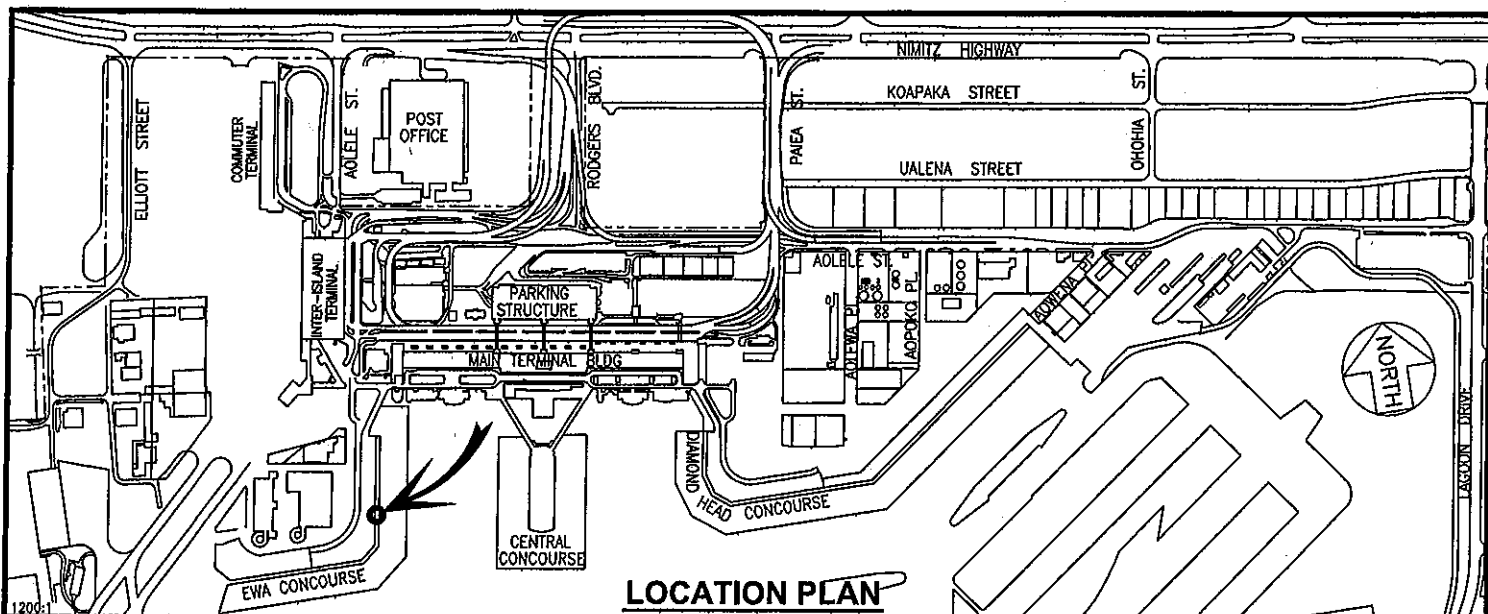 NIMITZ HIGHWAY
KOAPAKA STREET
UALENA STREET
ELLIOTT STREET
COMMUTER
TERMINAL
AOLELE ST.
POST
OFFICE
RODGERS BLVD.
PAIEA ST.
OHOHIA ST.
INTER-ISLAND
TERMINAL
PARKING
STRUCTURE
MAIN TERMINAL BLDG
AOLELE ST.
AOLEWA PL.
AOPOKO PL.
AOWENA PL.
NORTH
LAGOON DRIVE
DIAMOND HEAD CONCOURSE
CENTRAL
CONCOURSE
EWA CONCOURSE
LOCATION PLAN
1200:1